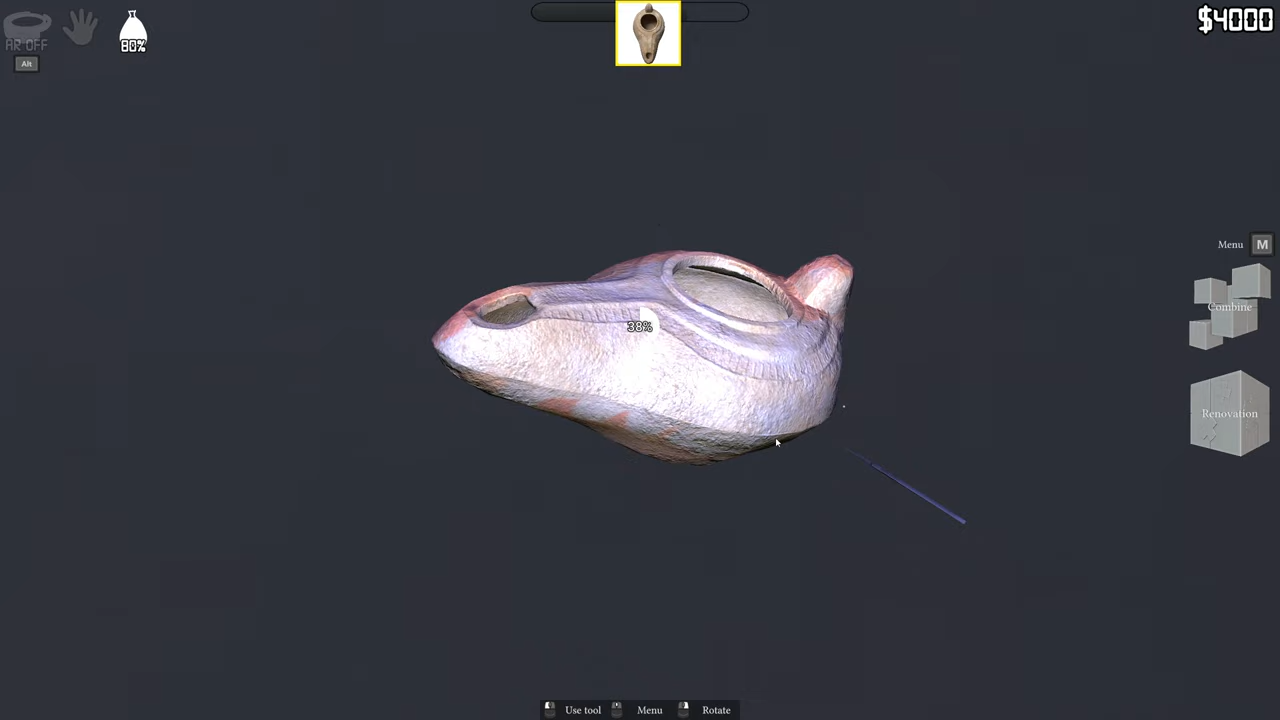 $4000
AR OFF
80%
Alt
Menu M
Combine
38%
Renovation
Use tool Menu Rotate